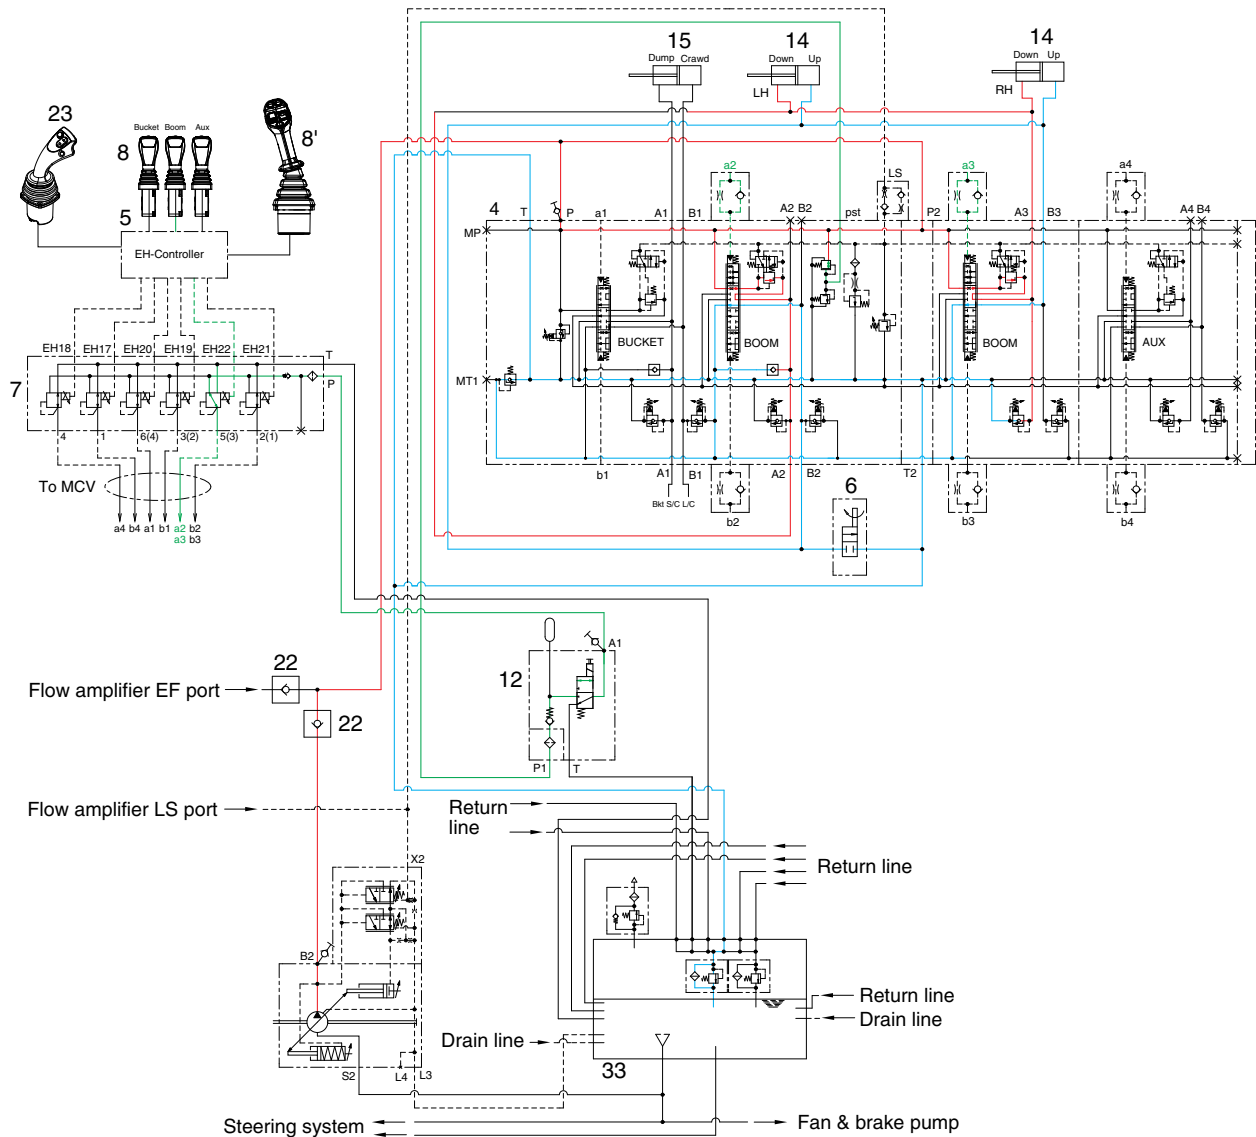 15
Dump Crawd
14
Down Up
LH
14
Down Up
RH
23
8
Bucket Boom Aux
8'
5
EH-Controller
a2
LS
a3
a4
4
T
P
a1
A1
B1
A2
B2
pst
P2
A3
B3
A4
B4
MP
BUCKET
BOOM
BOOM
AUX
MT1
EH18
EH17
EH20
EH19
EH22
EH21
T
P
7
4
1
6(4)
3(2)
5(3)
2(1)
To MCV
a4 b4 a1 b1 a2 b2
a3 b3
b1
A1
B1
A2
B2
T2
Bkt S/C L/C
b2
6
b3
b4
A1
12
P1
T
22
Flow amplifier EF port
22
Flow amplifier LS port
Return
line
Return line
X2
B2
S2
L4
L3
Return line
Drain line
Drain line
33
Steering system
Fan & brake pump